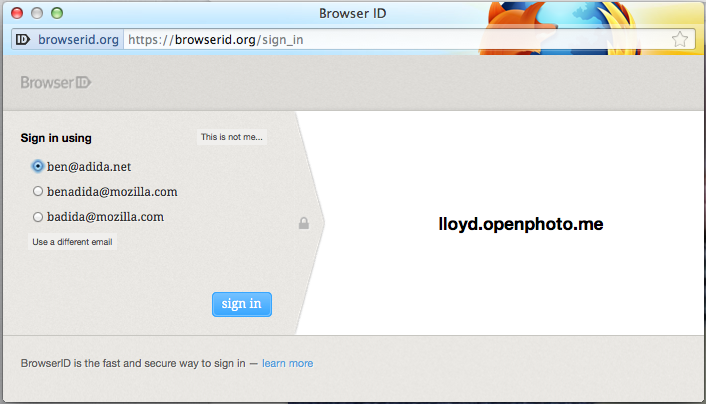 Browser ID
browserid.org https://browserid.org/sign_in
Browser ID
Sign in using
This is not me...
ben@adida.net
benadida@mozilla.com
badida@mozilla.com
Use a different email
sign in
lloyd.openphoto.me
BrowserID is the fast and secure way to sign in — learn more